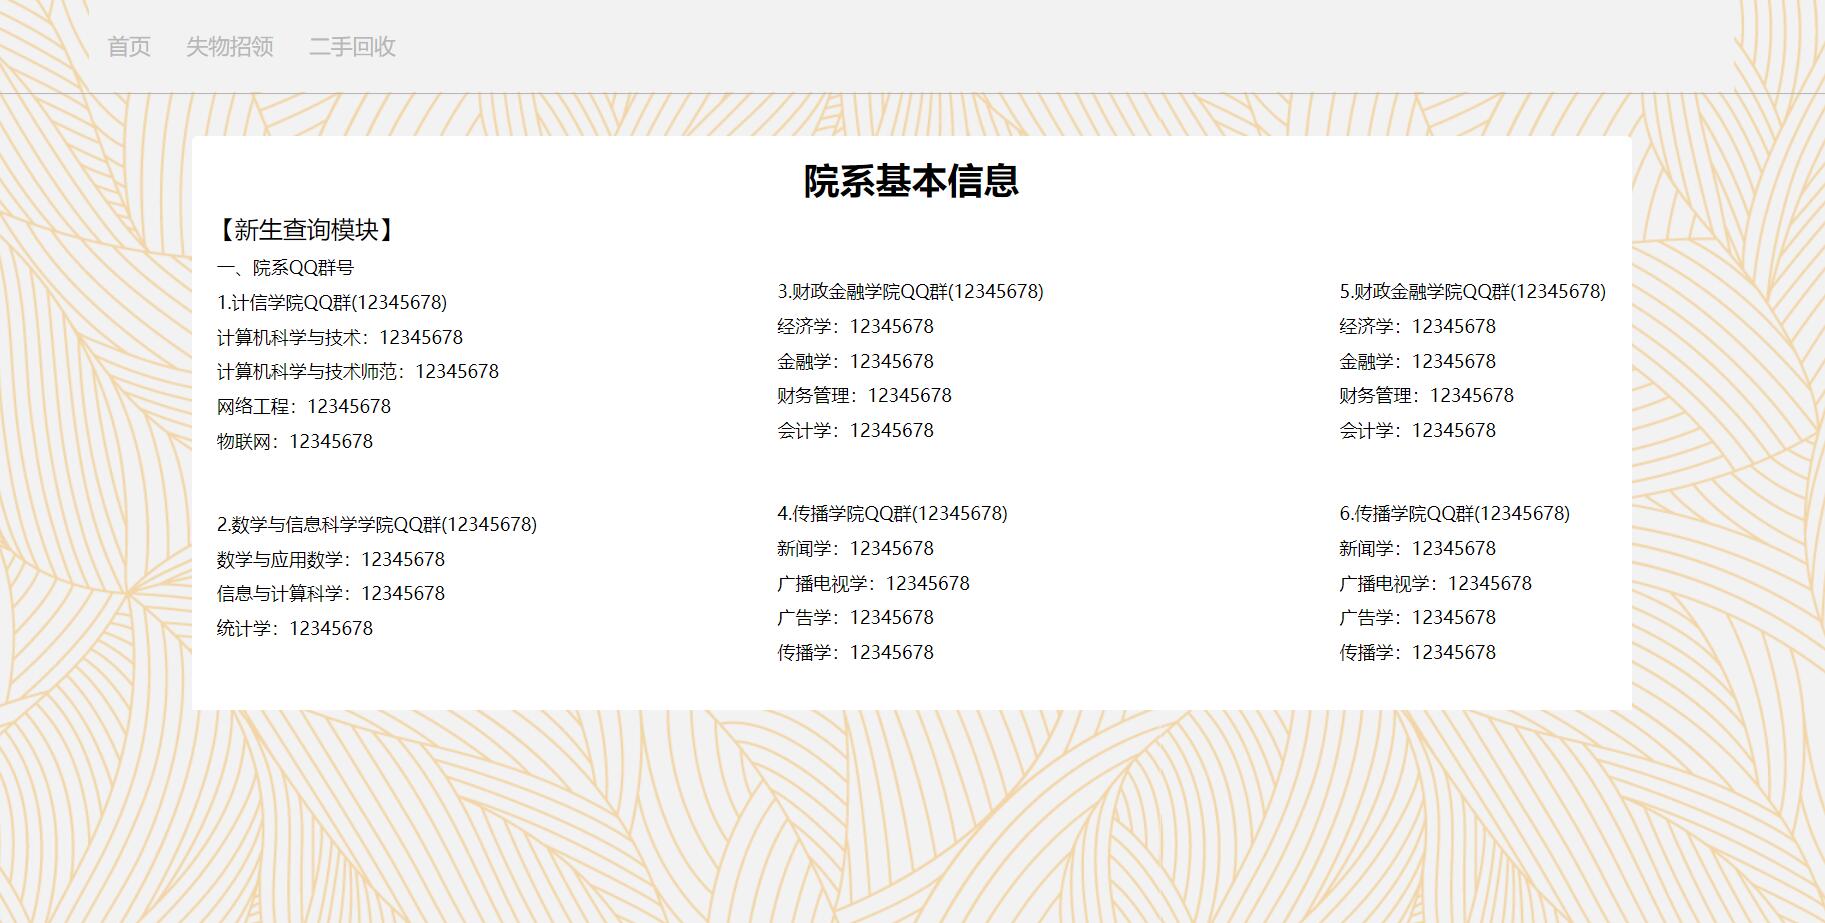 首页 失物招领 二手回收
院系基本信息
【新生查询模块】
一、院系QQ群号
1.计信学院QQ群(12345678)
计算机科学与技术：12345678
计算机科学与技术师范：12345678
网络工程：12345678
物联网：12345678
2.数学与信息科学学院QQ群(12345678)
数学与应用数学：12345678
信息与计算科学：12345678
统计学：12345678
3.财政金融学院QQ群(12345678)
经济学：12345678
金融学：12345678
财务管理：12345678
会计学：12345678
4.传播学院QQ群(12345678)
新闻学：12345678
广播电视学：12345678
广告学：12345678
传播学：12345678
5.财政金融学院QQ群(12345678)
经济学：12345678
金融学：12345678
财务管理：12345678
会计学：12345678
6.传播学院QQ群(12345678)
新闻学：12345678
广播电视学：12345678
广告学：12345678
传播学：12345678